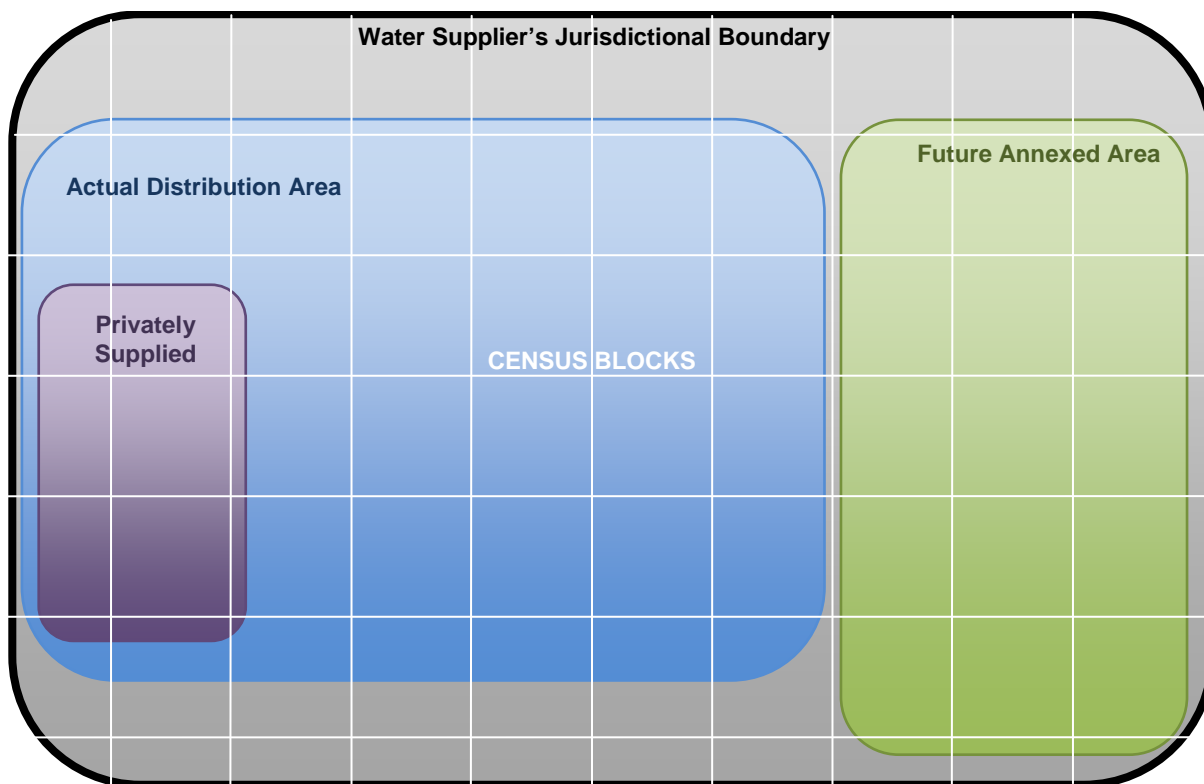 Water Supplier’s Jurisdictional Boundary
Future Annexed Area
Actual Distribution Area
Privately
Supplied
CENSUS BLOCKS